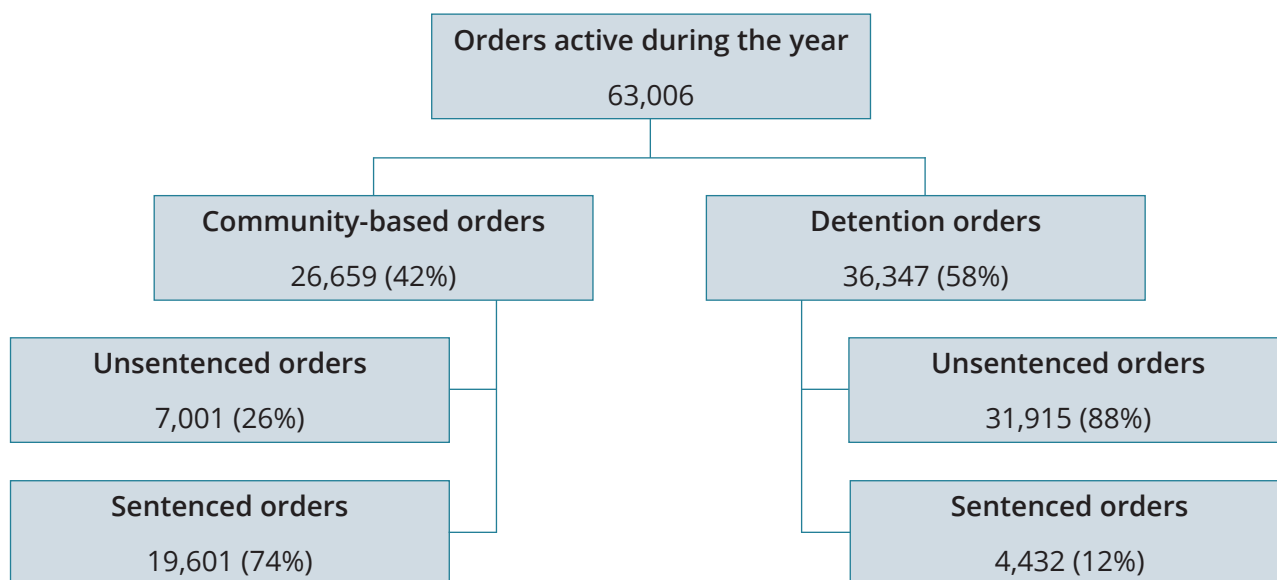 Orders active during the year
63,006
Community-based orders
26,659 (42%)
Detention orders
36,347 (58%)
Unsentenced orders
7,001 (26%)
Unsentenced orders
31,915 (88%)
Sentenced orders
19,601 (74%)
Sentenced orders
4,432 (12%)